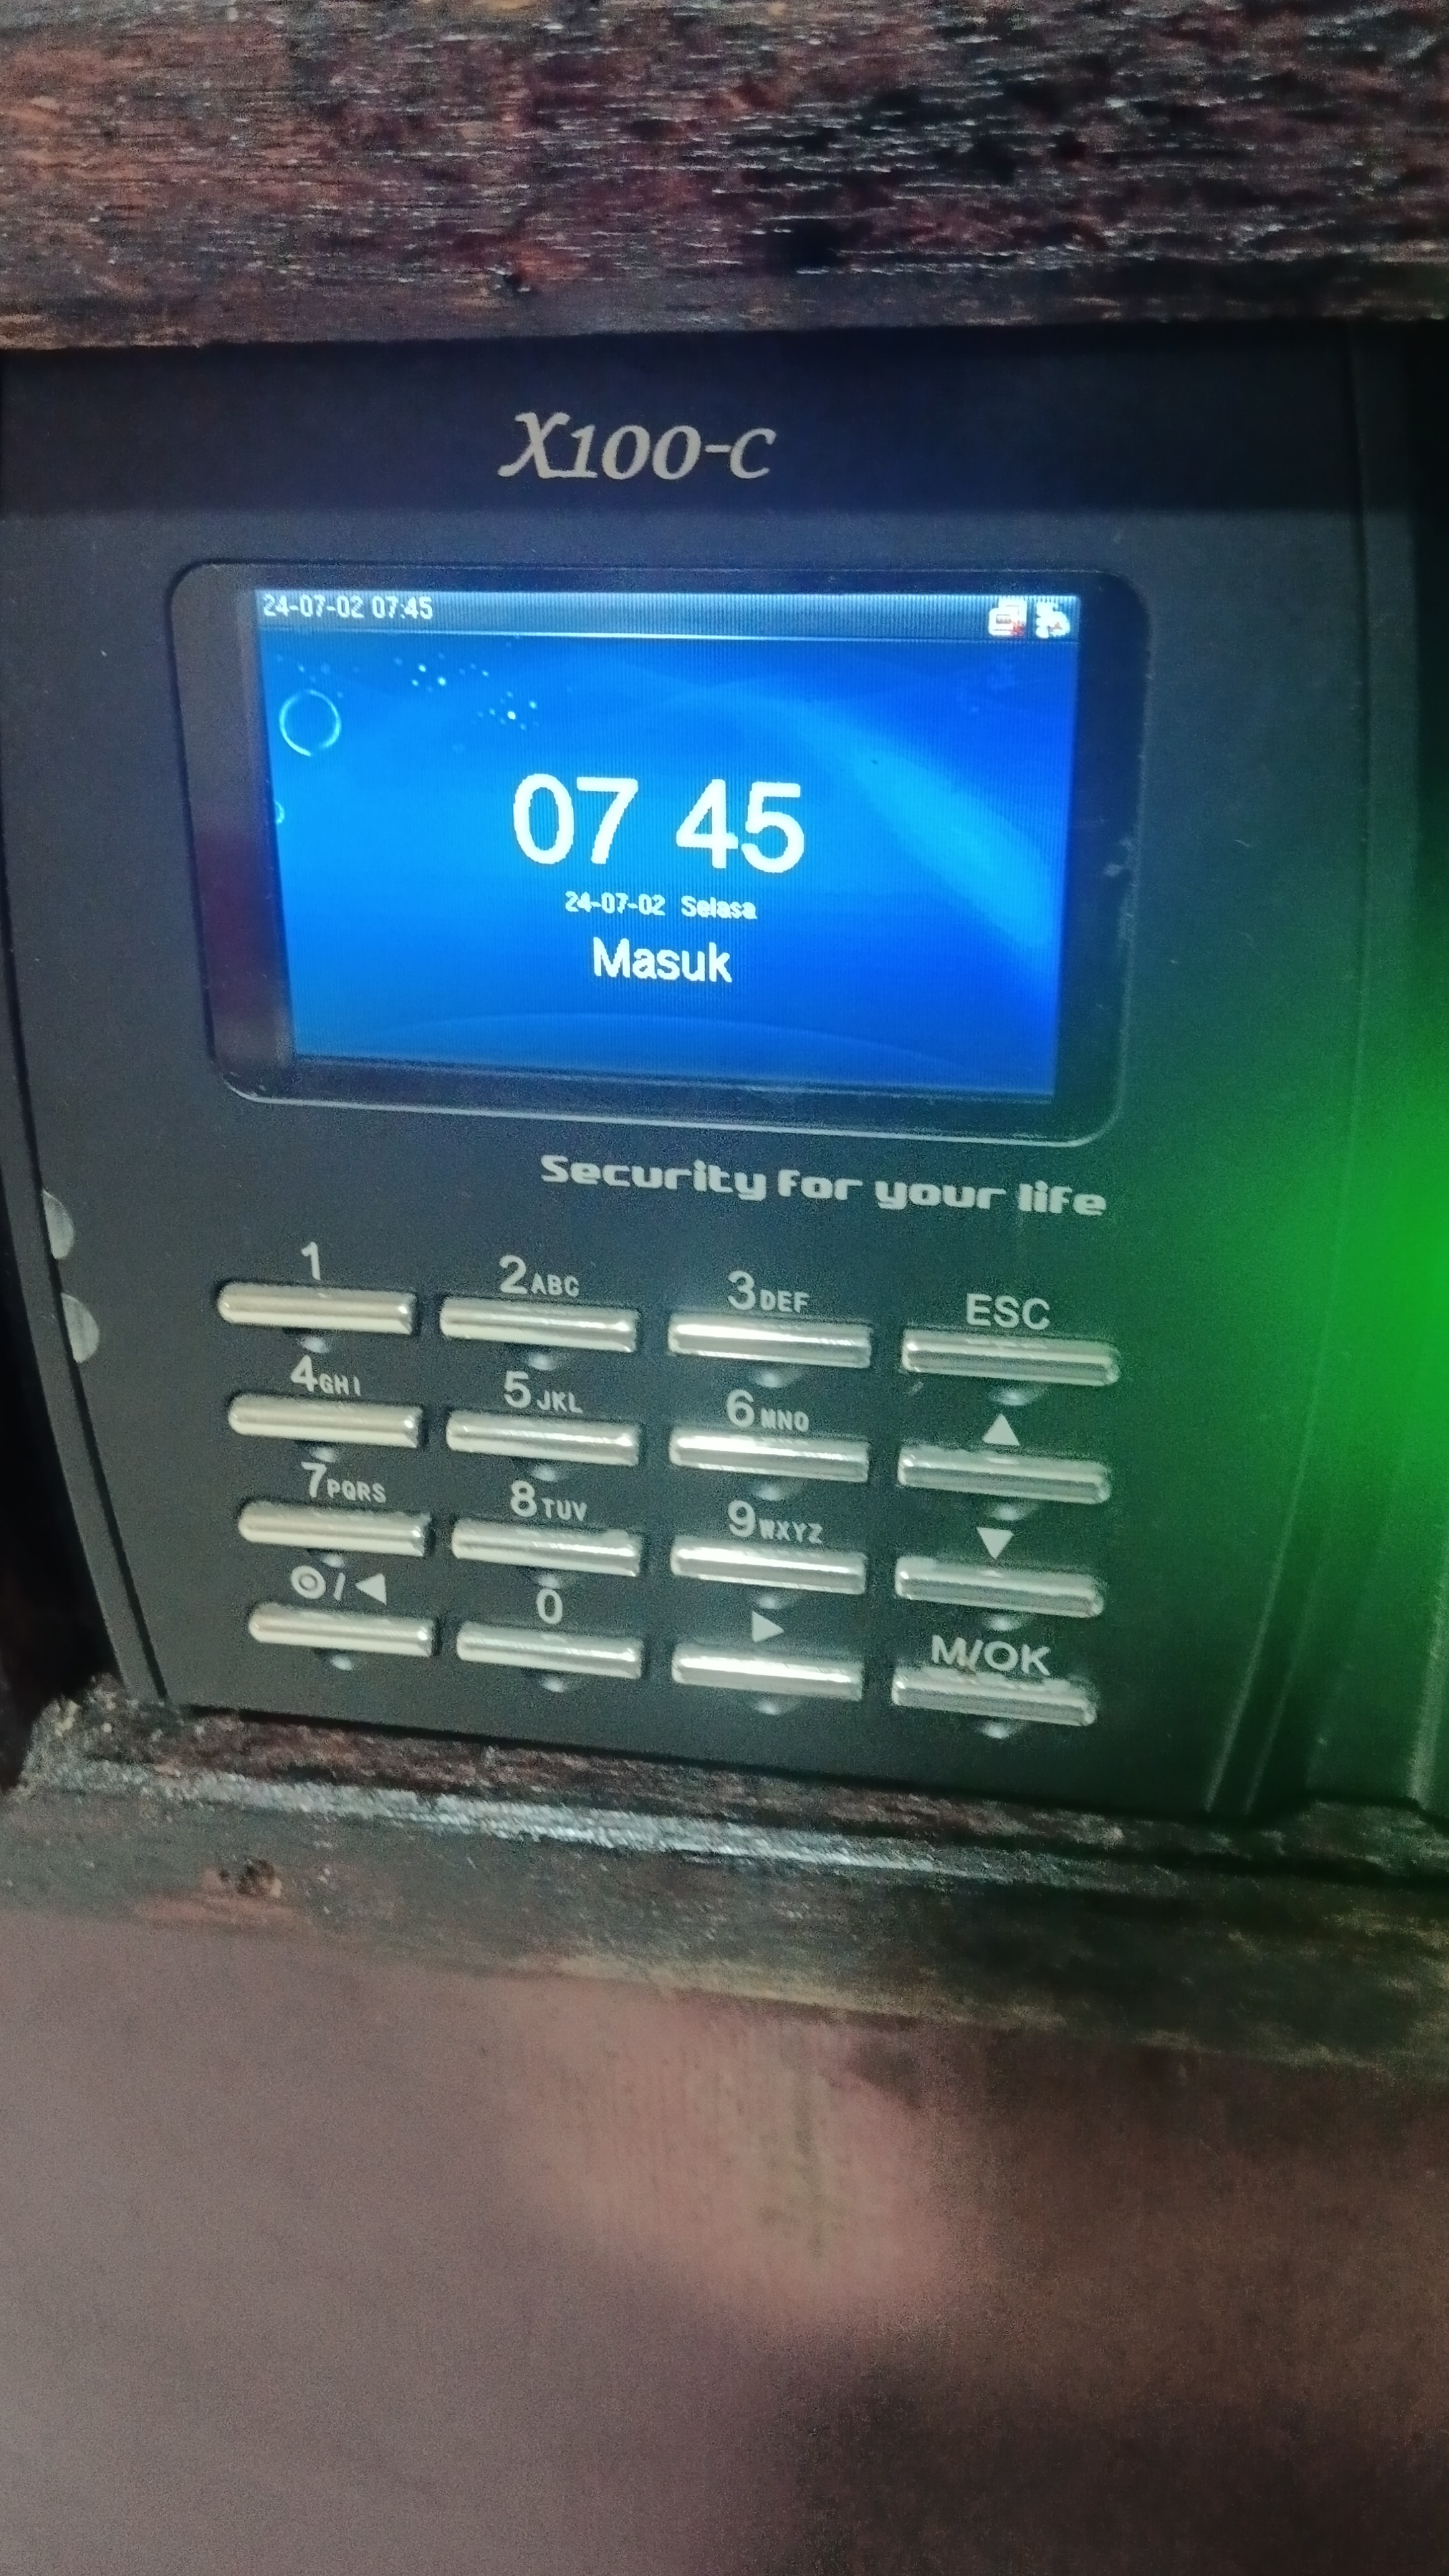 X100-C
24-07-02 07:45
07 45
24-07-02 Selasa
Masuk
Security for your life
1 2ABC 3DEF ESC
4GHI 5JKL 6MNO ▲
7PQRS 8TUV 9WXYZ ▼
◎/◀ 0 ▶ M/OK